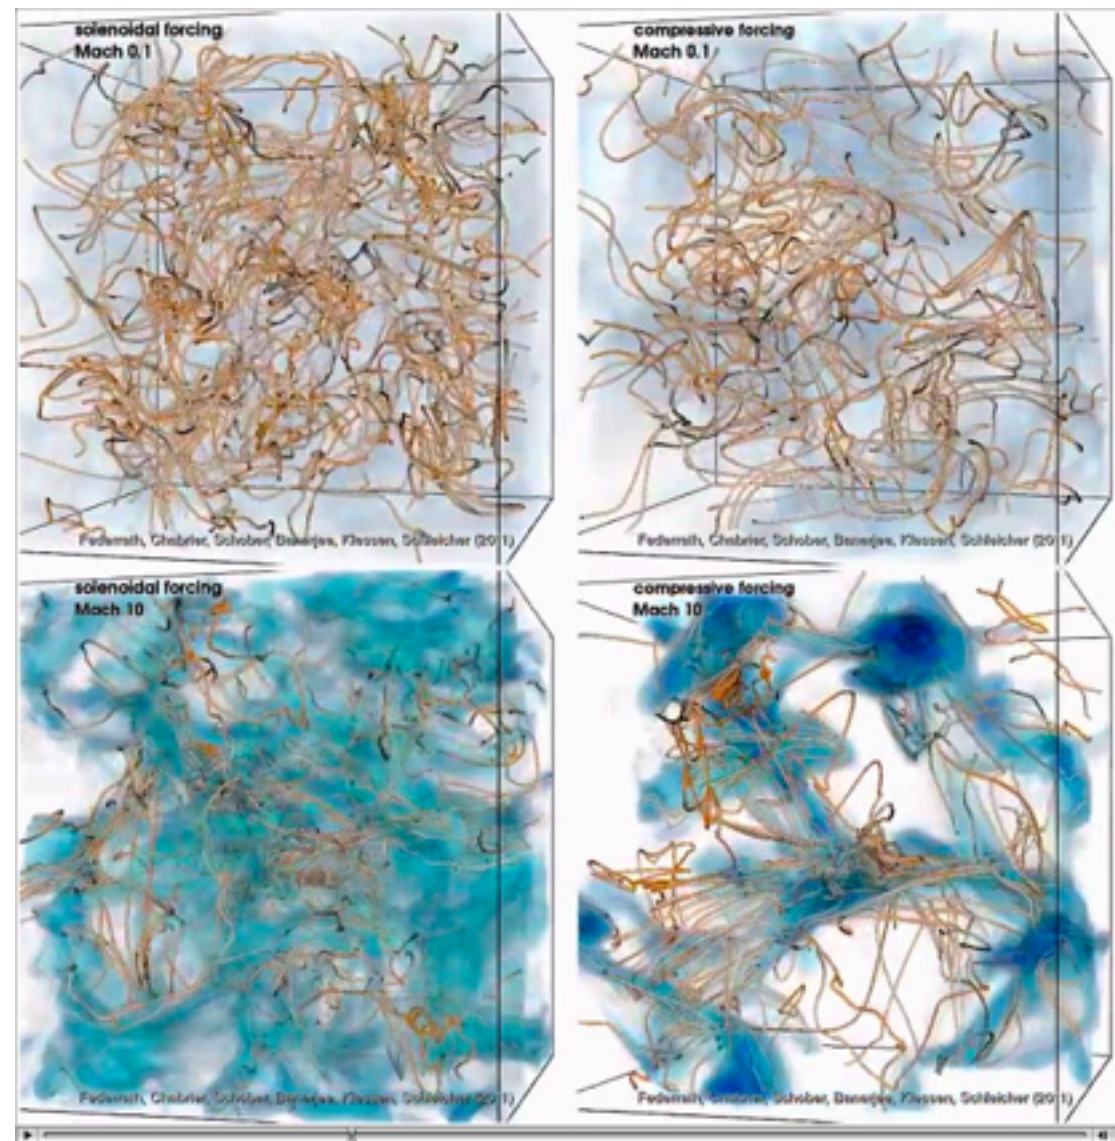 solenoidal forcing
Mach 0.1
compressive forcing
Mach 0.1
Federrath, Chabrier, Schober, Banerjee, Klessen, Schleicher (2011)
Federrath, Chabrier, Schober, Banerjee, Klessen, Schleicher (2011)
solenoidal forcing
Mach 10
compressive forcing
Mach 10
Federrath, Chabrier, Schober, Banerjee, Klessen, Schleicher (2011)
Federrath, Chabrier, Schober, Banerjee, Klessen, Schleicher (2011)